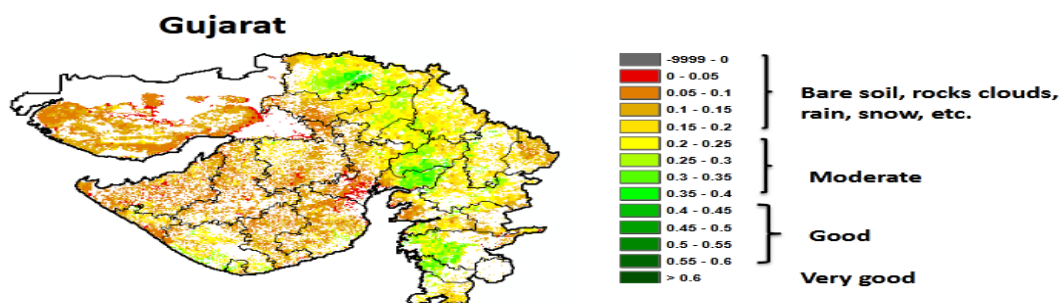 Gujarat
-9999 - 0
0 - 0.05
0.05 - 0.1
0.1 - 0.15
0.15 - 0.2
0.2 - 0.25
0.25 - 0.3
0.3 - 0.35
0.35 - 0.4
0.4 - 0.45
0.45 - 0.5
0.5 - 0.55
0.55 - 0.6
> 0.6
Bare soil, rocks clouds,
rain, snow, etc.
Moderate
Good
Very good